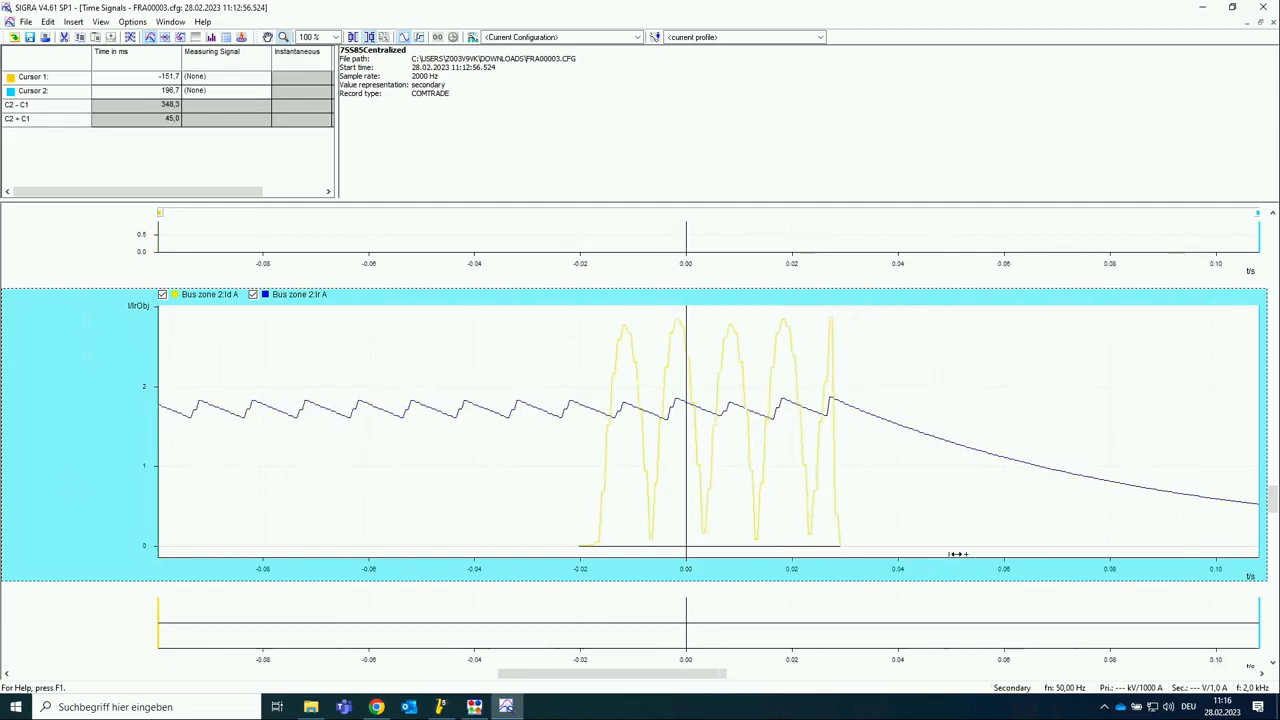 SIGRA V4.61 SP1 - [Time Signals - FRA00003.cfg: 28.02.2023 11:12:56.524]
File Edit Insert View Options Window Help
100 % <Current Configuration> <current profile>
Time in ms Measuring Signal Instantaneous
Cursor 1: -151,7 (None)
Cursor 2: 196,7 (None)
C2 - C1 348,3
C2 + C1 45,0
7SS85Centralized
File path: C:\USERS\Z003V9VK\DOWNLOADS\FRA00003.CFG
Start time: 28.02.2023 11:12:56.524
Sample rate: 2000 Hz
Value representation: secondary
Record type: COMTRADE
0.5
0.0
-0.08 -0.06 -0.04 -0.02 0.00 0.02 0.04 0.06 0.08 0.10
t/s
Bus zone 2:Id A Bus zone 2:Ir A
I/IrObj
2
1
0
-0.08 -0.06 -0.04 -0.02 0.00 0.02 0.04 0.06 0.08 0.10
t/s
-0.08 -0.06 -0.04 -0.02 0.00 0.02 0.04 0.06 0.08 0.10
t/s
For Help, press F1.
Secondary fn: 50,00 Hz Pri.: --- kV/1000 A Sec.: --- V/1,0 A f: 2,0 kHz
Suchbegriff hier eingeben
DEU
11:16
28.02.2023